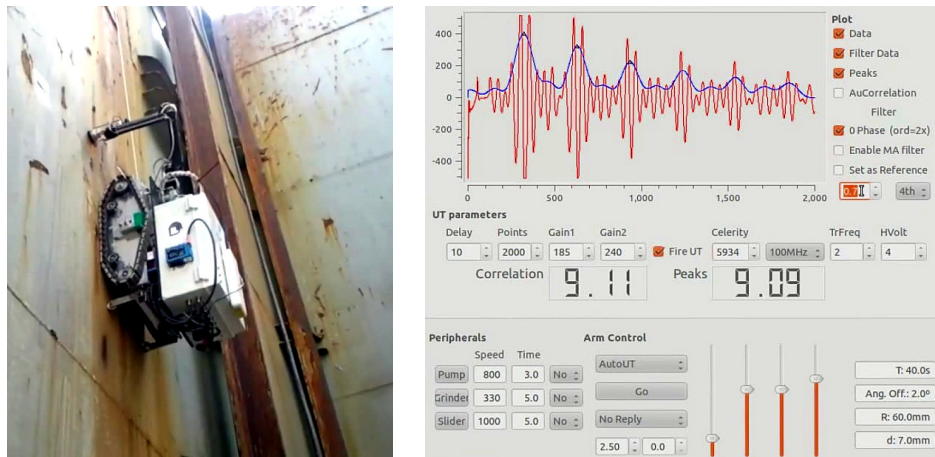 Plot
400
200
0
-200
-400
0
500
1,000
1,500
2,000
Data
Filter Data
Peaks
AuCorrelation
Filter
0 Phase (ord=2x)
Enable MA filter
Set as Reference
4th
UT parameters
Delay Points Gain1 Gain2 Celerity TrFreq HVolt
10 2000 185 240 Fire UT 5934 100MHz 2 4
Correlation 9.11 Peaks 9.09
Peripherals
Speed Time
Pump 800 3.0 No
Grinder 330 5.0 No
Slider 1000 5.0 No
Arm Control
AutoUT
Go
No Reply
2.50 0.0
T: 40.0s
Ang. Off.: 2.0º
R: 60.0mm
d: 7.0mm